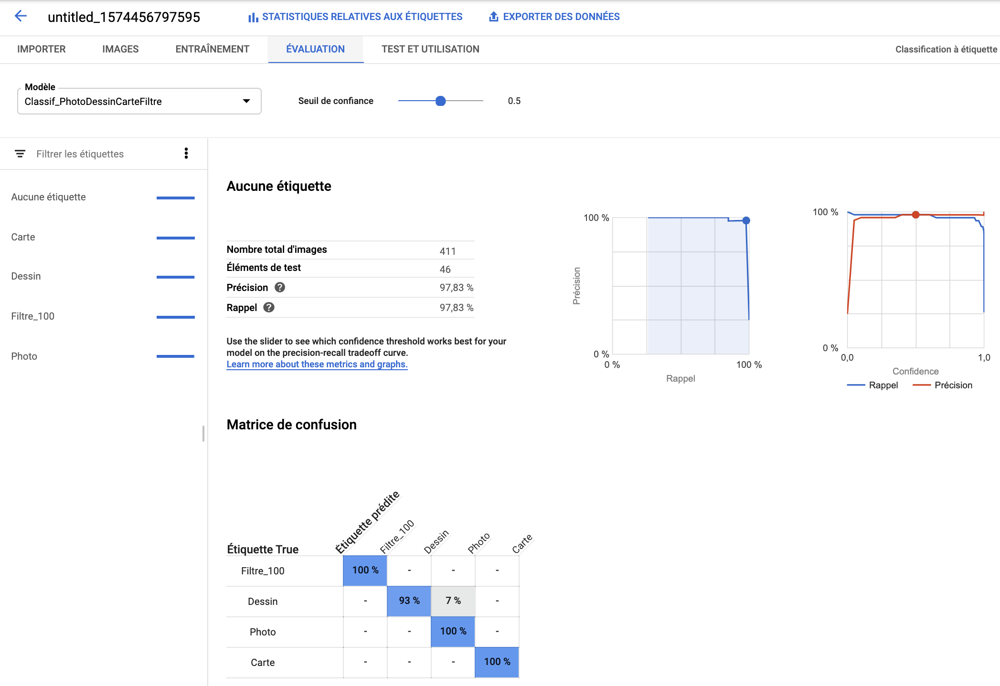 untitled_1574456797595
STATISTIQUES RELATIVES AUX ÉTIQUETTES
EXPORTER DES DONNÉES
IMPORTER
IMAGES
ENTRAÎNEMENT
ÉVALUATION
TEST ET UTILISATION
Classification à étiquette
Modèle
Classif_PhotoDessinCarteFiltre
Seuil de confiance
0.5
Filtrer les étiquettes
Aucune étiquette
Carte
Dessin
Filtre_100
Photo
Aucune étiquette
Nombre total d'images 411
Éléments de test 46
Précision ? 97,83 %
Rappel ? 97,83 %
Use the slider to see which confidence threshold works best for your
model on the precision-recall tradeoff curve.
Learn more about these metrics and graphs.
100 %
Précision
0 %
0 % 100 %
Rappel
100 %
0 %
0,0 1,0
Confidence
Rappel Précision
Matrice de confusion
Étiquette prédite
Filtre_100
Dessin
Photo
Carte
Étiquette True
Filtre_100 100 % - - -
Dessin - 93 % 7 % -
Photo - - 100 % -
Carte - - - 100 %